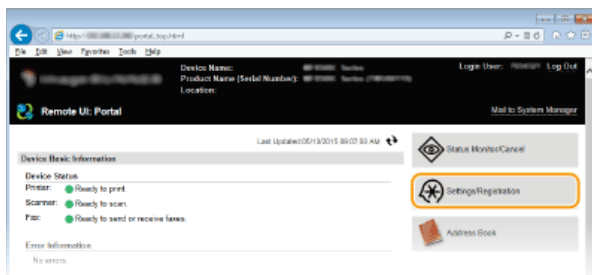 http://
portal_top.html
File Edit View Favorites Tools Help
Device Name: Series
Product Name (Serial Number): Series
Location:
Login User: Log Out
Remote UI: Portal
Mail to System Manager
Last Updated:05/13/2015 09:07:03 AM
Device Basic Information
Device Status
Printer: Ready to print.
Scanner: Ready to scan.
Fax: Ready to send or receive faxes.
Error Information
No errors.
Status Monitor/Cancel
Settings/Registration
Address Book